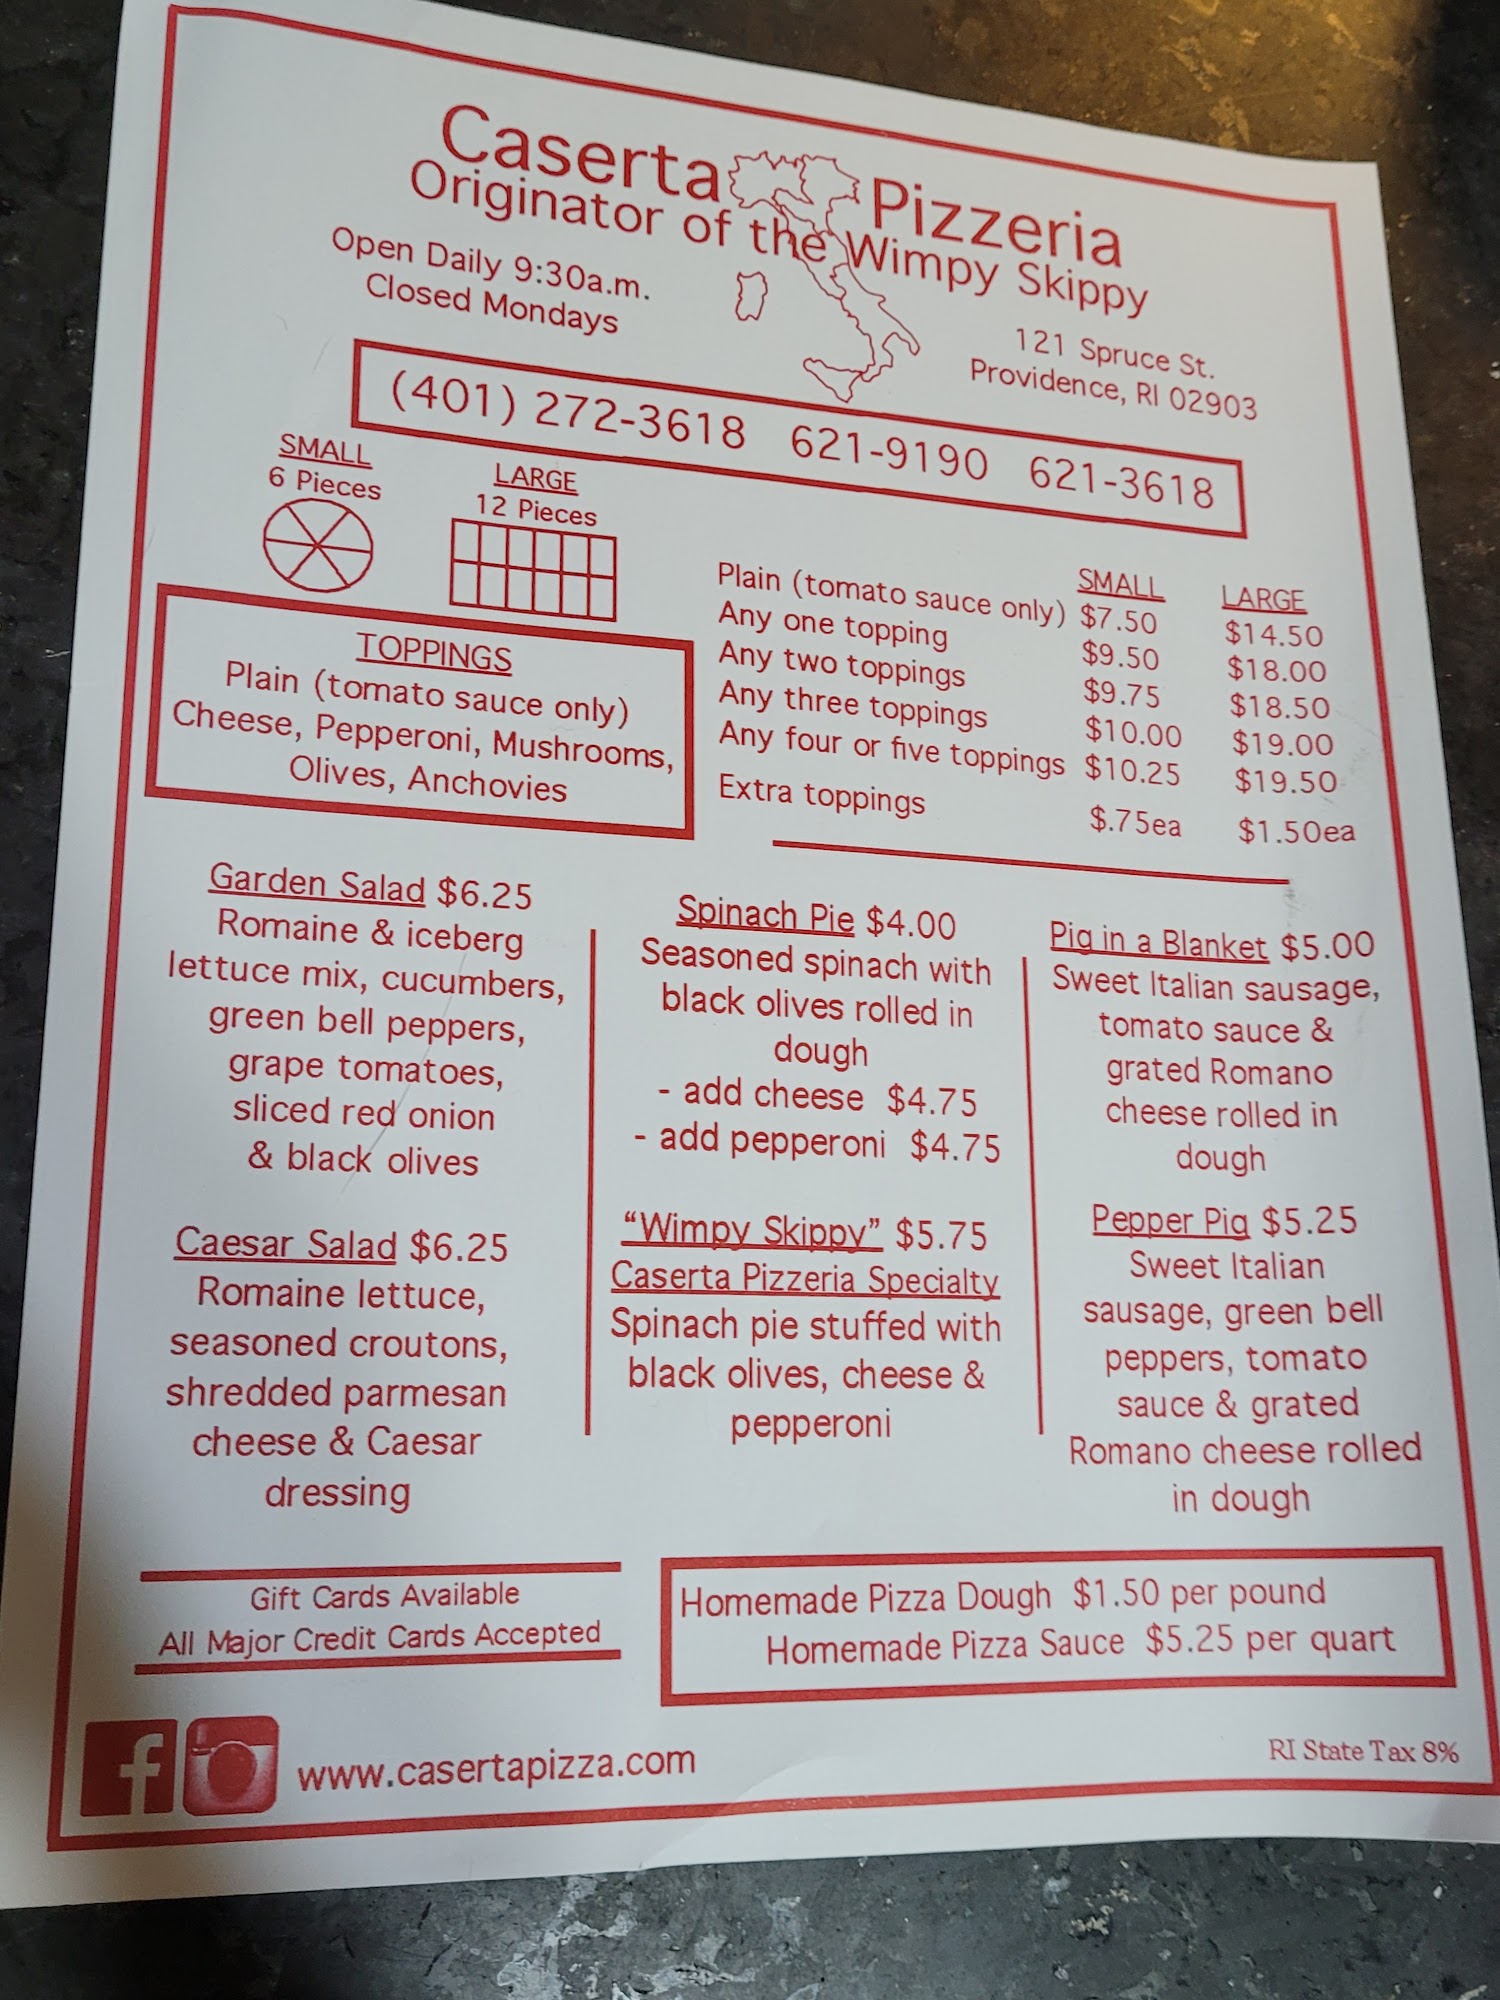 Caserta Pizzeria
Originator of the Wimpy Skippy
Open Daily 9:30a.m.
Closed Mondays
121 Spruce St.
Providence, RI 02903
(401) 272-3618 621-9190 621-3618
SMALL
6 Pieces
LARGE
12 Pieces
TOPPINGS
Plain (tomato sauce only)
Cheese, Pepperoni, Mushrooms,
Olives, Anchovies
SMALL LARGE
Plain (tomato sauce only) $7.50 $14.50
Any one topping $9.50 $18.00
Any two toppings $9.75 $18.50
Any three toppings $10.00 $19.00
Any four or five toppings $10.25 $19.50
Extra toppings $.75ea $1.50ea
Garden Salad $6.25
Romaine & iceberg
lettuce mix, cucumbers,
green bell peppers,
grape tomatoes,
sliced red onion
& black olives
Caesar Salad $6.25
Romaine lettuce,
seasoned croutons,
shredded parmesan
cheese & Caesar
dressing
Spinach Pie $4.00
Seasoned spinach with
black olives rolled in
dough
- add cheese $4.75
- add pepperoni $4.75
"Wimpy Skippy" $5.75
Caserta Pizzeria Specialty
Spinach pie stuffed with
black olives, cheese &
pepperoni
Pig in a Blanket $5.00
Sweet Italian sausage,
tomato sauce &
grated Romano
cheese rolled in
dough
Pepper Pig $5.25
Sweet Italian
sausage, green bell
peppers, tomato
sauce & grated
Romano cheese rolled
in dough
Gift Cards Available
All Major Credit Cards Accepted
Homemade Pizza Dough $1.50 per pound
Homemade Pizza Sauce $5.25 per quart
f
www.casertapizza.com
RI State Tax 8%